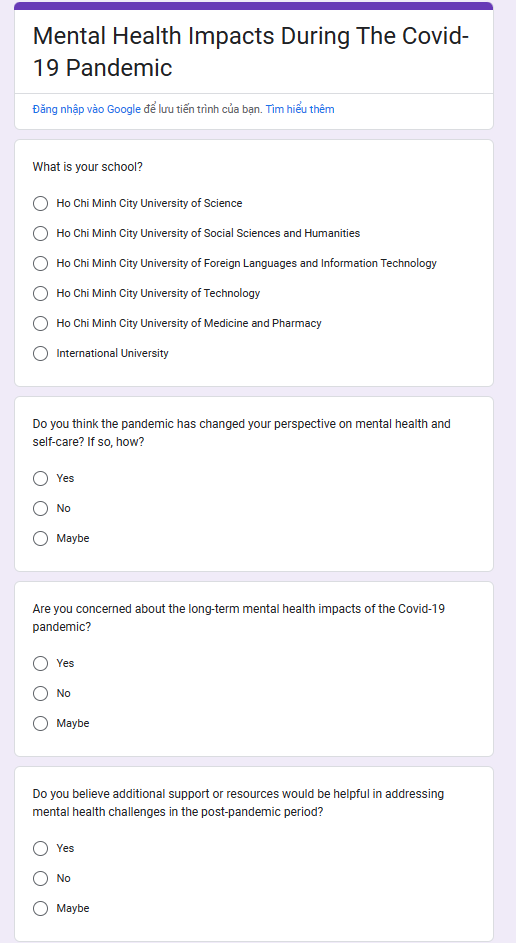 Mental Health Impacts During The Covid-
19 Pandemic
Đăng nhập vào Google để lưu tiến trình của bạn. Tìm hiểu thêm
What is your school?
Ho Chi Minh City University of Science
Ho Chi Minh City University of Social Sciences and Humanities
Ho Chi Minh City University of Foreign Languages and Information Technology
Ho Chi Minh City University of Technology
Ho Chi Minh City University of Medicine and Pharmacy
International University
Do you think the pandemic has changed your perspective on mental health and
self-care? If so, how?
Yes
No
Maybe
Are you concerned about the long-term mental health impacts of the Covid-19
pandemic?
Yes
No
Maybe
Do you believe additional support or resources would be helpful in addressing
mental health challenges in the post-pandemic period?
Yes
No
Maybe